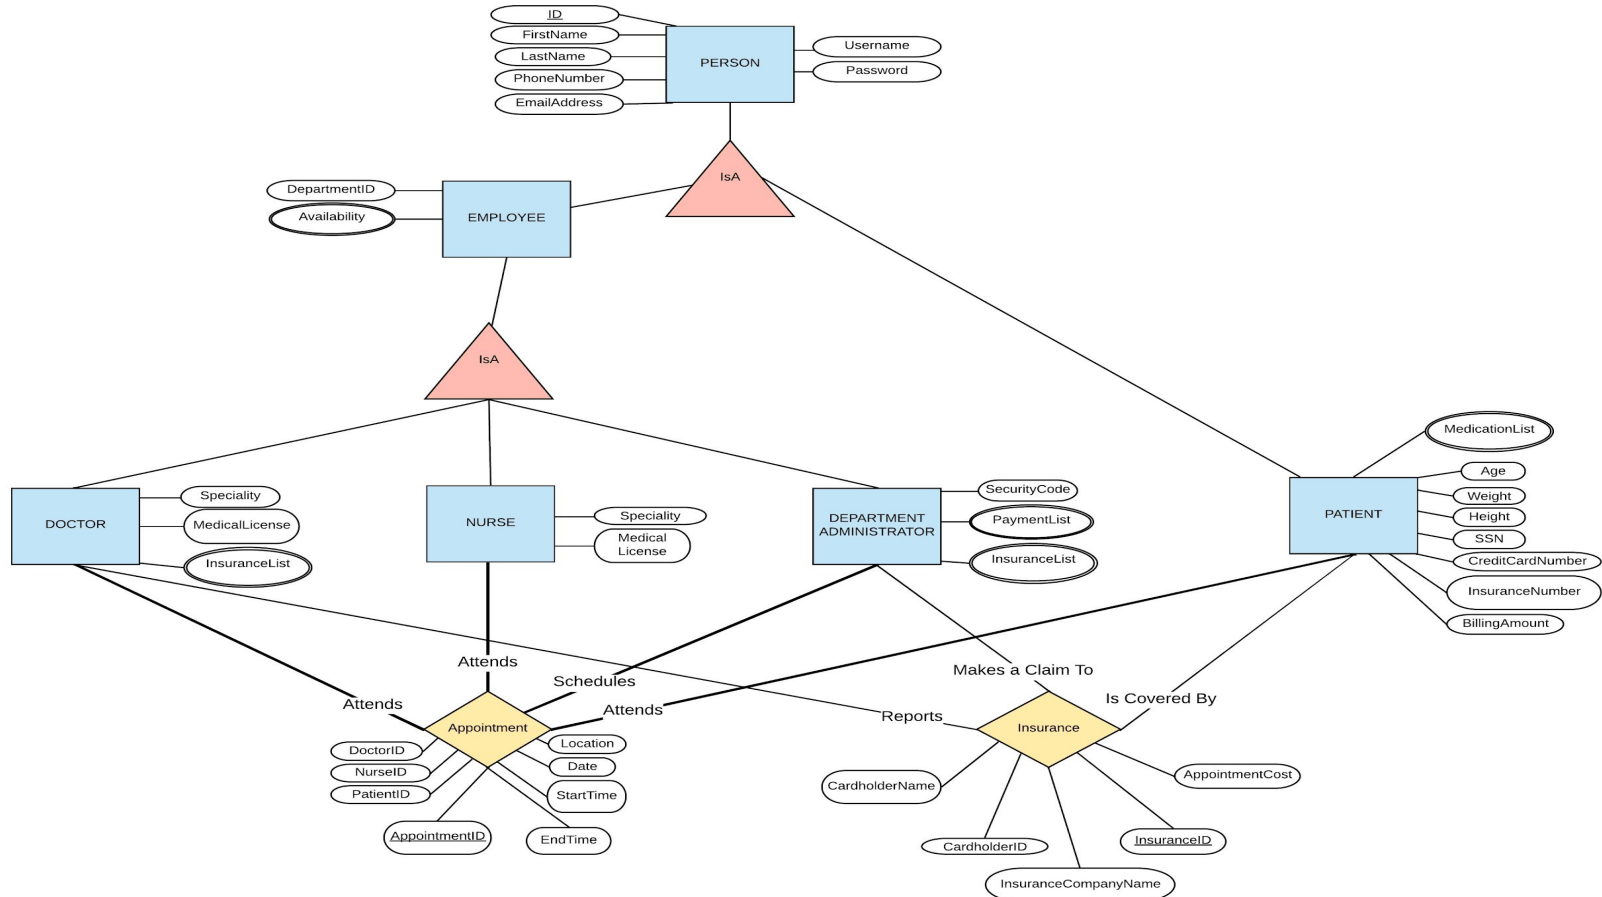 ID
FirstName
LastName
PhoneNumber
EmailAddress
PERSON
Username
Password
IsA
DepartmentID
Availability
EMPLOYEE
IsA
DOCTOR
Speciality
MedicalLicense
InsuranceList
NURSE
Speciality
Medical
License
DEPARTMENT
ADMINISTRATOR
SecurityCode
PaymentList
InsuranceList
PATIENT
MedicationList
Age
Weight
Height
SSN
CreditCardNumber
InsuranceNumber
BillingAmount
Attends
Attends
Schedules
Attends
Reports
Makes a Claim To
Is Covered By
Appointment
DoctorID
NurseID
PatientID
AppointmentID
Location
Date
StartTime
EndTime
Insurance
CardholderName
CardholderID
InsuranceCompanyName
InsuranceID
AppointmentCost